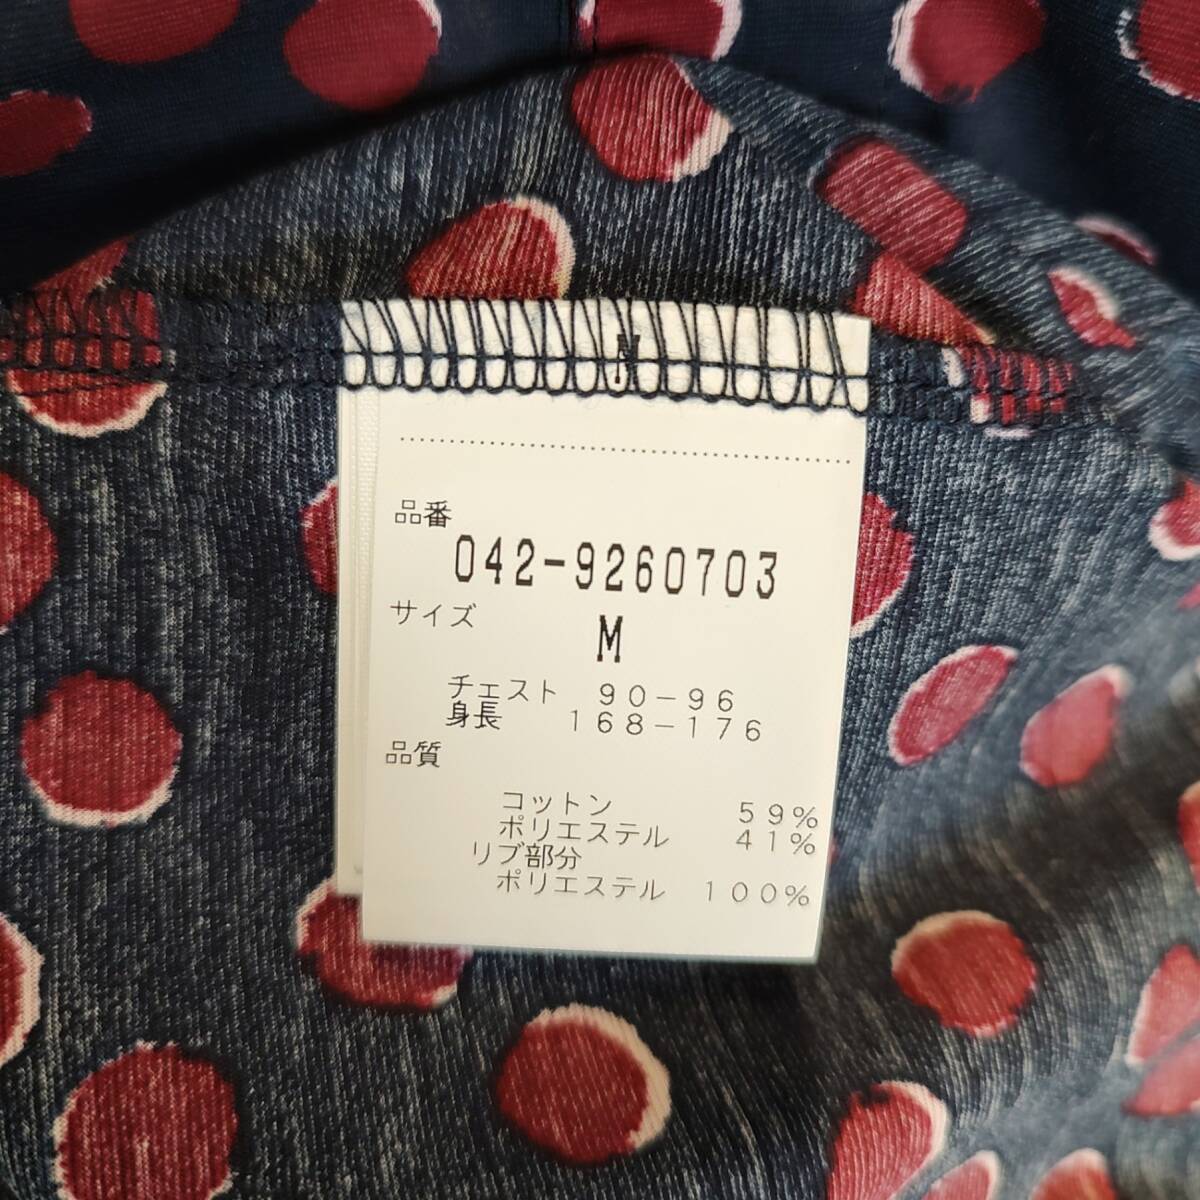 品番
042-9260703
サイズ
M
チェスト 90-96
身長 168-176
品質
コットン 59%
ポリエステル 41%
リブ部分
ポリエステル 100%